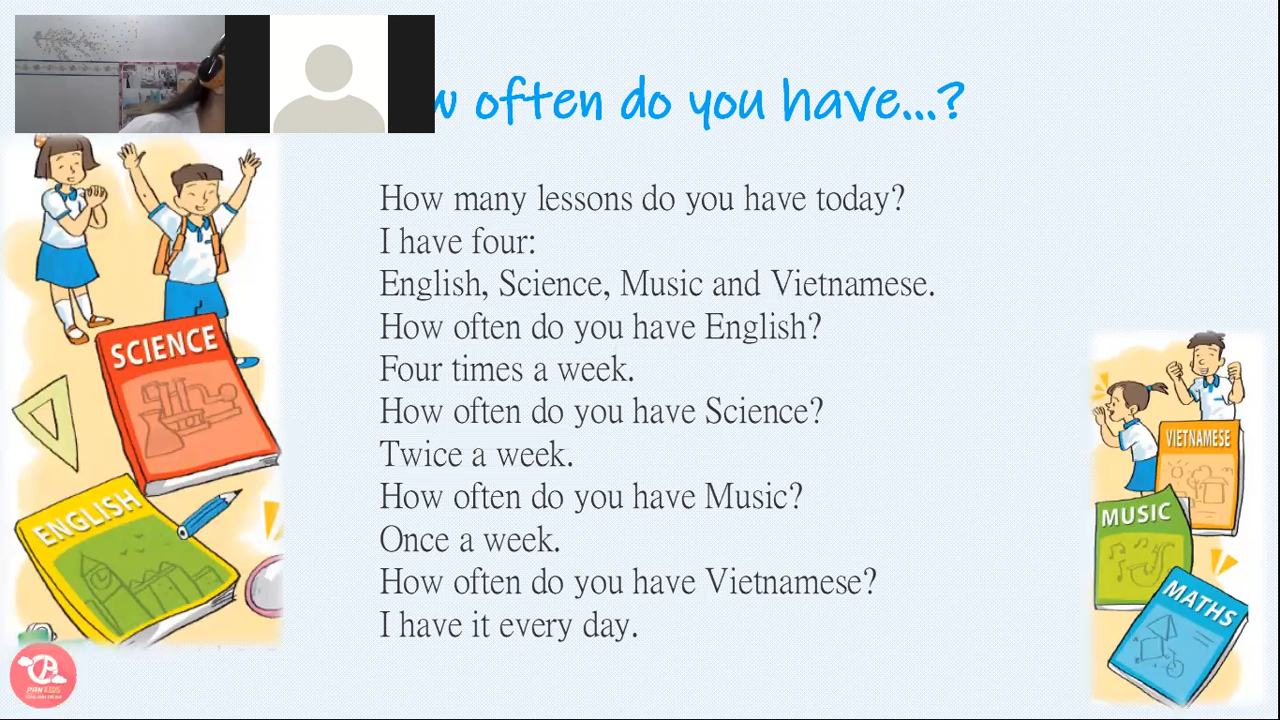 often do you have...?
How many lessons do you have today?
I have four:
English, Science, Music and Vietnamese.
How often do you have English?
Four times a week.
How often do you have Science?
Twice a week.
How often do you have Music?
Once a week.
How often do you have Vietnamese?
I have it every day.
SCIENCE
ENGLISH
VIETNAMESE
MUSIC
MATHS
PAN KIDS